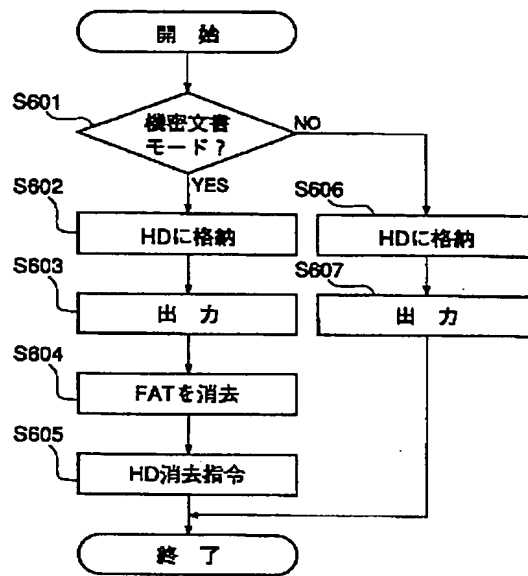 開 始
S601
機密文書
モード?
NO
YES
S602
HDに格納
S606
HDに格納
S603
出 力
S607
出 力
S604
FATを消去
S605
HD消去指令
終 了